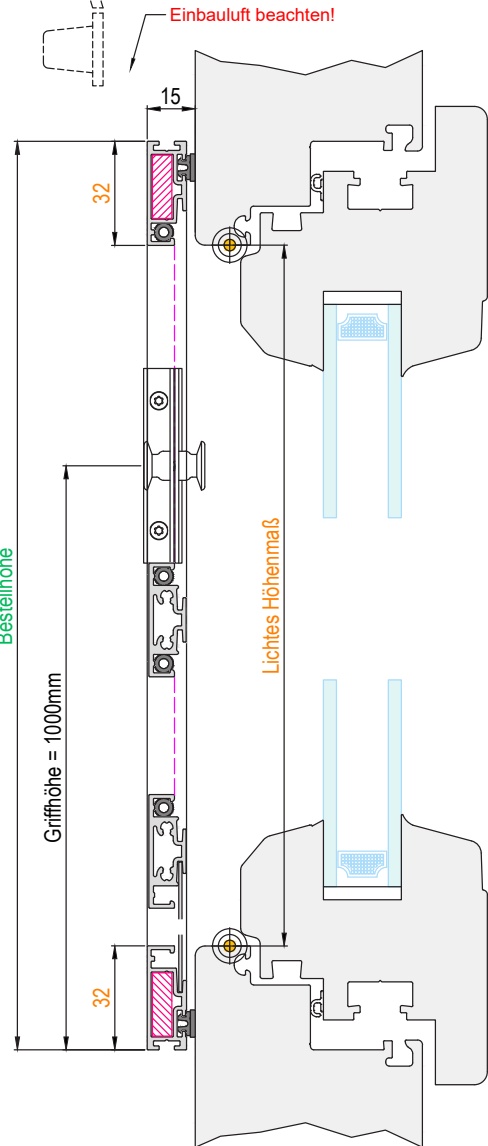 Einbauluft beachten!
15
32
Bestellhöhe
Lichtes Höhenmaß
Griffhöhe = 1000mm
32